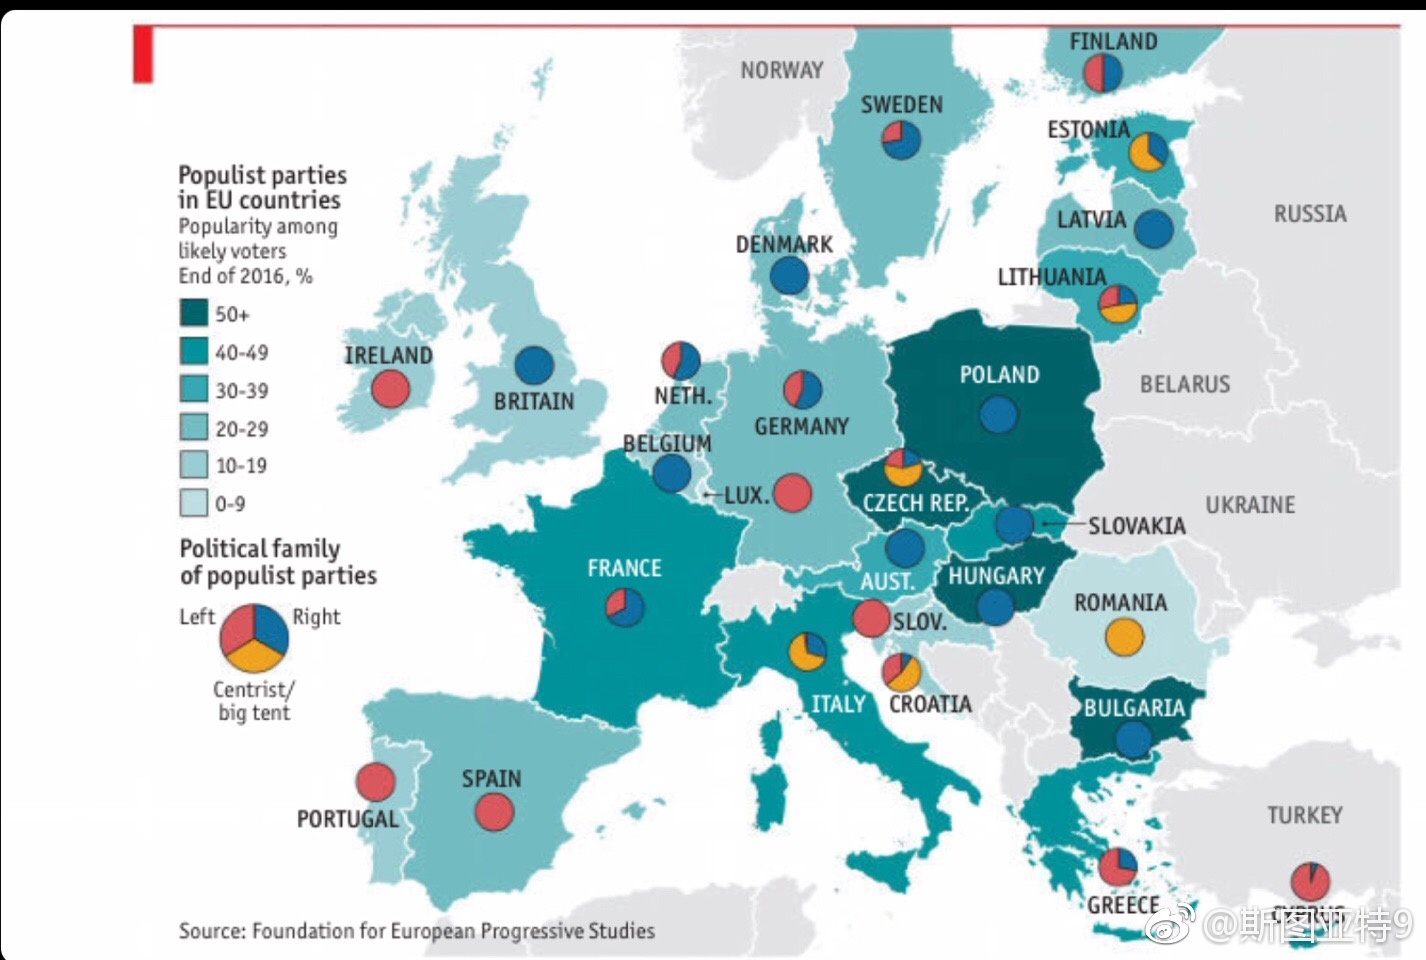 Populist parties
in EU countries
Popularity among
likely voters
End of 2016, %
50+
40-49
30-39
20-29
10-19
0-9
Political family
of populist parties
Left
Right
Centrist/
big tent
NORWAY
FINLAND
SWEDEN
ESTONIA
RUSSIA
LATVIA
DENMARK
LITHUANIA
IRELAND
BRITAIN
NETH.
GERMANY
POLAND
BELARUS
BELGIUM
LUX.
CZECH REP.
UKRAINE
SLOVAKIA
FRANCE
AUST.
HUNGARY
SLOV.
ROMANIA
ITALY
CROATIA
BULGARIA
SPAIN
PORTUGAL
TURKEY
GREECE
CYPRUS
Source: Foundation for European Progressive Studies
@斯图亚特9